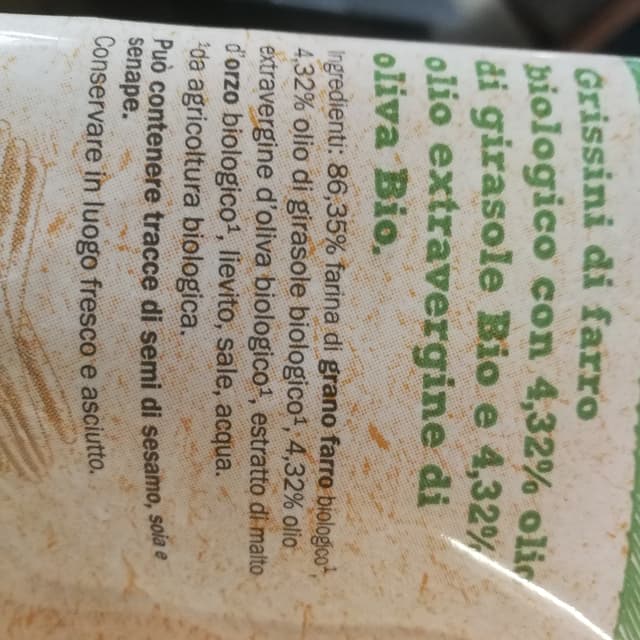 Grissini di farro
biologico con 4,32% olio
di girasole Bio e 4,32%
olio extravergine di
oliva Bio.
Ingredienti: 86,35% farina di grano farro biologico¹,
4,32% olio di girasole biologico¹, 4,32% olio
extravergine d'oliva biologico¹, estratto di malto
d'orzo biologico¹, lievito, sale, acqua.
¹da agricoltura biologica.
Può contenere tracce di semi di sesamo, soia e
senape.
Conservare in luogo fresco e asciutto.